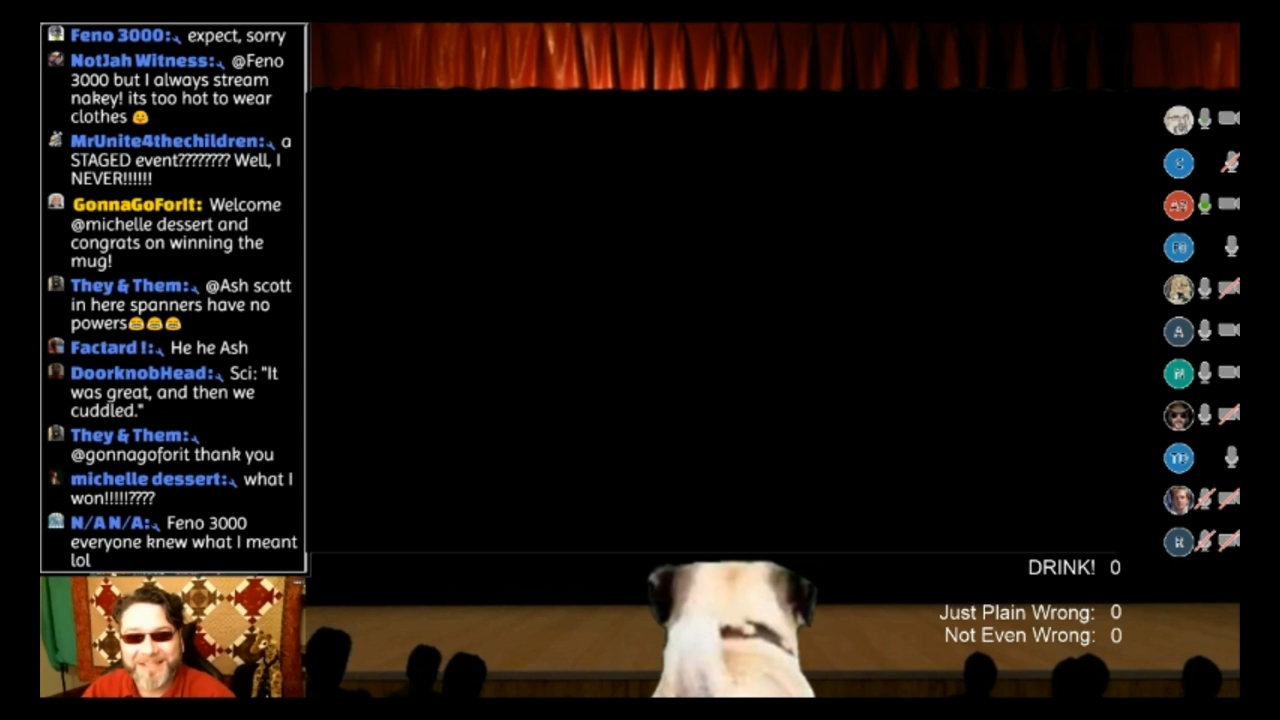 Feno 3000: expect, sorry
NotJah Witness: @Feno
3000 but I always stream
nakey! its too hot to wear
clothes 🤗
MrUnite4thechildren: a
STAGED event???????? Well, I
NEVER!!!!!!
GonnaGoForIt: Welcome
@michelle dessert and
congrats on winning the
mug!
They & Them: @Ash scott
in here spanners have no
powers😂😂😂
Factard !: He he Ash
DoorknobHead: Sci: "It
was great, and then we
cuddled."
They & Them:
@gonnagoforit thank you
michelle dessert: what I
won!!!!!????
N/A N/A: Feno 3000
everyone knew what I meant
lol
S
A
DRINK! 0
Just Plain Wrong: 0
Not Even Wrong: 0